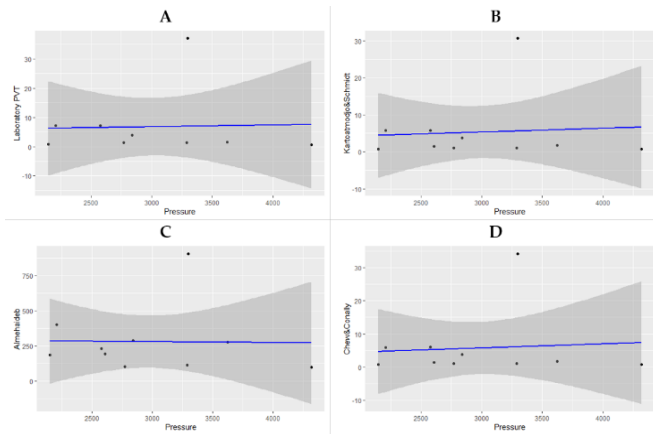 A
B
30
20
10
0
-10
Laboratory PVT
2500
3000
3500
4000
Pressure
30
20
10
0
-10
Kartoatmodjo&Schmidt
2500
3000
3500
4000
Pressure
C
D
750
500
250
0
Almehaideb
2500
3000
3500
4000
Pressure
30
20
10
0
-10
Chew&Conally
2500
3000
3500
4000
Pressure